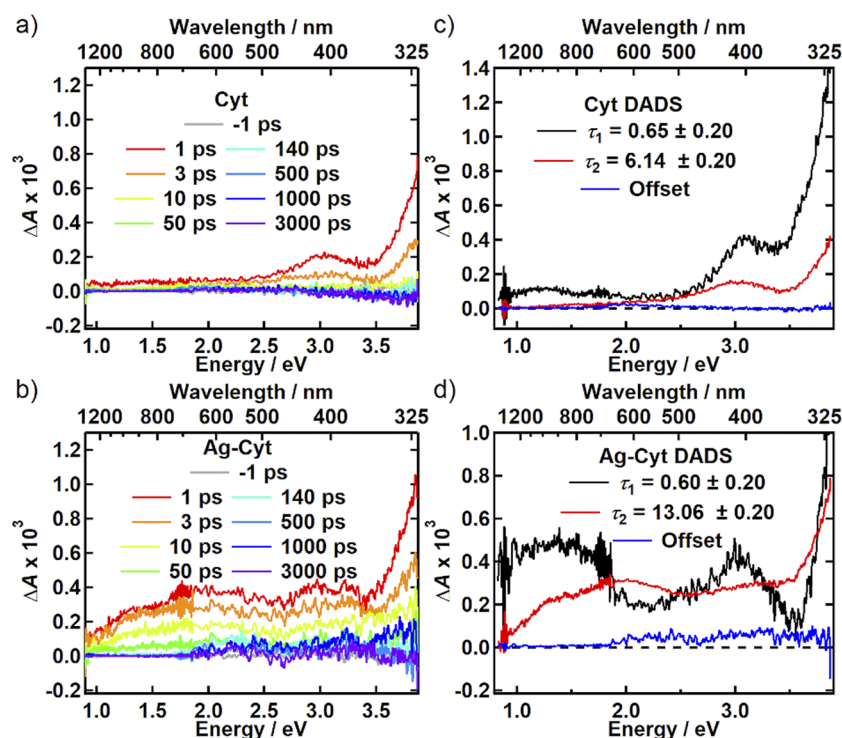 a)
Wavelength / nm
1200 800 600 500 400 325
1.2
1.0
0.8
0.6
0.4
0.2
0.0
-0.2
ΔA x 10³
Cyt
-1 ps
1 ps 140 ps
3 ps 500 ps
10 ps 1000 ps
50 ps 3000 ps
1.0 1.5 2.0 2.5 3.0 3.5
Energy / eV
c)
Wavelength / nm
1200 800 600 500 400 325
1.4
1.2
1.0
0.8
0.6
0.4
0.2
0.0
-0.1
ΔA x 10³
Cyt DADS
τ₁ = 0.65 ± 0.20
τ₂ = 6.14 ± 0.20
Offset
1.0 2.0 3.0
Energy / eV
b)
Wavelength / nm
1200 800 600 500 400 325
1.2
1.0
0.8
0.6
0.4
0.2
0.0
-0.2
ΔA x 10³
Ag-Cyt
-1 ps
1 ps 140 ps
3 ps 500 ps
10 ps 1000 ps
50 ps 3000 ps
1.0 1.5 2.0 2.5 3.0 3.5
Energy / eV
d)
Wavelength / nm
1200 800 600 500 400 325
1.0
0.8
0.6
0.4
0.2
0.0
-0.2
ΔA x 10³
Ag-Cyt DADS
τ₁ = 0.60 ± 0.20
τ₂ = 13.06 ± 0.20
Offset
1.0 2.0 3.0
Energy / eV